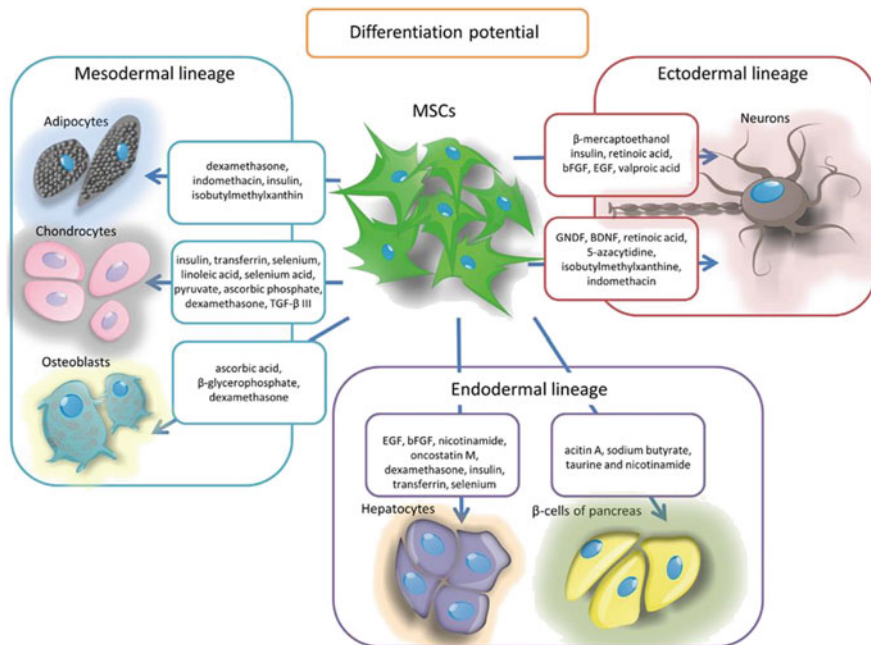 Differentiation potential
Mesodermal lineage
Adipocytes
dexamethasone,
indomethacin, insulin,
isobutylmethylxanthin
Chondrocytes
insulin, transferrin, selenium,
linoleic acid, selenium acid,
pyruvate, ascorbic phosphate,
dexamethasone, TGF-β III
Osteoblasts
ascorbic acid,
β-glycerophosphate,
dexamethasone
MSCs
Ectodermal lineage
Neurons
β-mercaptoethanol
insulin, retinoic acid,
bFGF, EGF, valproic acid
GNDF, BDNF, retinoic acid,
5-azacytidine,
isobutylmethylxanthine,
indomethacin
Endodermal lineage
EGF, bFGF, nicotinamide,
oncostatin M,
dexamethasone, insulin,
transferrin, selenium
Hepatocytes
acitin A, sodium butyrate,
taurine and nicotinamide
β-cells of pancreas